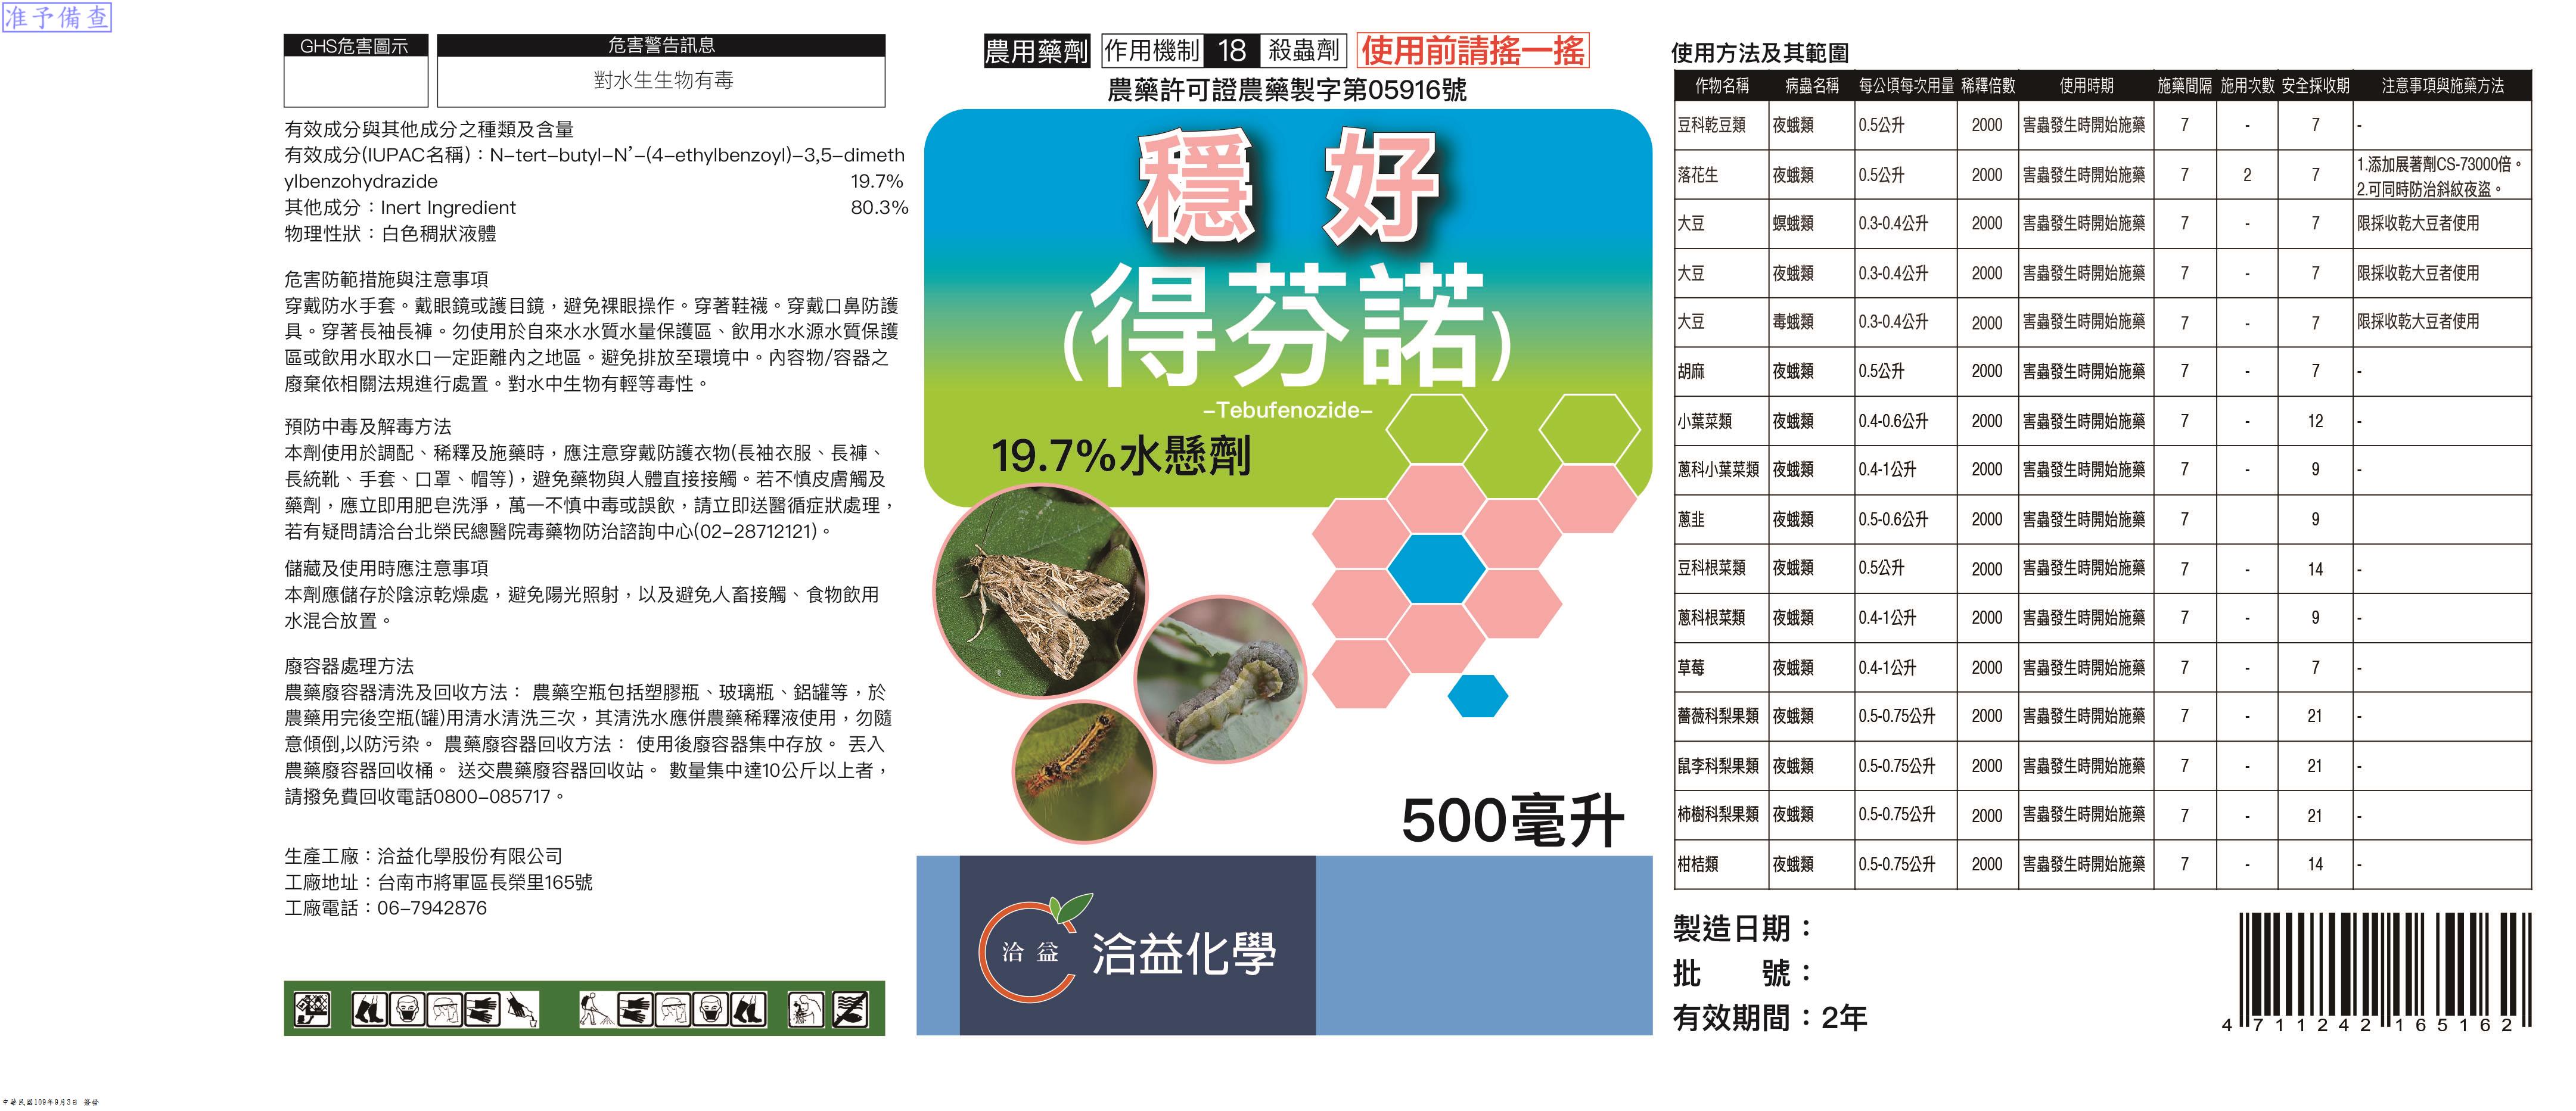 准予備查
GHS危害圖示
危害警告訊息
對水生生物有毒
有效成分與其他成分之種類及含量
有效成分(IUPAC名稱)：N-tert-butyl-N'-(4-ethylbenzoyl)-3,5-dimeth
ylbenzohydrazide 19.7%
其他成分：Inert Ingredient 80.3%
物理性狀：白色稠狀液體
危害防範措施與注意事項
穿戴防水手套。戴眼鏡或護目鏡，避免裸眼操作。穿著鞋襪。穿戴口鼻防護
具。穿著長袖長褲。勿使用於自來水水質水量保護區、飲用水水源水質保護
區或飲用水取水口一定距離內之地區。避免排放至環境中。內容物/容器之
廢棄依相關法規進行處置。對水中生物有輕等毒性。
預防中毒及解毒方法
本劑使用於調配、稀釋及施藥時，應注意穿戴防護衣物(長袖衣服、長褲、
長統靴、手套、口罩、帽等)，避免藥物與人體直接接觸。若不慎皮膚觸及
藥劑，應立即用肥皂洗淨，萬一不慎中毒或誤飲，請立即送醫循症狀處理，
若有疑問請洽台北榮民總醫院毒藥物防治諮詢中心(02-28712121)。
儲藏及使用時應注意事項
本劑應儲存於陰涼乾燥處，避免陽光照射，以及避免人畜接觸、食物飲用
水混合放置。
廢容器處理方法
農藥廢容器清洗及回收方法： 農藥空瓶包括塑膠瓶、玻璃瓶、鋁罐等，於
農藥用完後空瓶(罐)用清水清洗三次，其清洗水應併農藥稀釋液使用，勿隨
意傾倒,以防污染。 農藥廢容器回收方法： 使用後廢容器集中存放。 丟入
農藥廢容器回收桶。 送交農藥廢容器回收站。 數量集中達10公斤以上者，
請撥免費回收電話0800-085717。
生產工廠：洽益化學股份有限公司
工廠地址：台南市將軍區長榮里165號
工廠電話：06-7942876
農用藥劑 作用機制 18 殺蟲劑 使用前請搖一搖
農藥許可證農藥製字第05916號
穩 好
(得芬諾)
-Tebufenozide-
19.7%水懸劑
500毫升
洽益 洽益化學
使用方法及其範圍
作物名稱 病蟲名稱 每公頃每次用量 稀釋倍數 使用時期 施藥間隔 施用次數 安全採收期 注意事項與施藥方法
豆科乾豆類 夜蛾類 0.5公升 2000 害蟲發生時開始施藥 7 - 7 -
落花生 夜蛾類 0.5公升 2000 害蟲發生時開始施藥 7 2 7 1.添加展著劑CS-73000倍。
2.可同時防治斜紋夜盜。
大豆 螟蛾類 0.3-0.4公升 2000 害蟲發生時開始施藥 7 - 7 限採收乾大豆者使用
大豆 夜蛾類 0.3-0.4公升 2000 害蟲發生時開始施藥 7 - 7 限採收乾大豆者使用
大豆 毒蛾類 0.3-0.4公升 2000 害蟲發生時開始施藥 7 - 7 限採收乾大豆者使用
胡麻 夜蛾類 0.5公升 2000 害蟲發生時開始施藥 7 - 7 -
小葉菜類 夜蛾類 0.4-0.6公升 2000 害蟲發生時開始施藥 7 - 12 -
蔥科小葉菜類 夜蛾類 0.4-1公升 2000 害蟲發生時開始施藥 7 - 9 -
蔥韭 夜蛾類 0.5-0.6公升 2000 害蟲發生時開始施藥 7 9
豆科根菜類 夜蛾類 0.5公升 2000 害蟲發生時開始施藥 7 - 14 -
蔥科根菜類 夜蛾類 0.4-1公升 2000 害蟲發生時開始施藥 7 - 9 -
草莓 夜蛾類 0.4-1公升 2000 害蟲發生時開始施藥 7 - 7 -
薔薇科梨果類 夜蛾類 0.5-0.75公升 2000 害蟲發生時開始施藥 7 - 21 -
鼠李科梨果類 夜蛾類 0.5-0.75公升 2000 害蟲發生時開始施藥 7 - 21 -
柿樹科梨果類 夜蛾類 0.5-0.75公升 2000 害蟲發生時開始施藥 7 - 21 -
柑桔類 夜蛾類 0.5-0.75公升 2000 害蟲發生時開始施藥 7 - 14 -
製造日期：
批 號：
有效期間：2年
4 711242 165162
中華民國109年9月3日 簽發